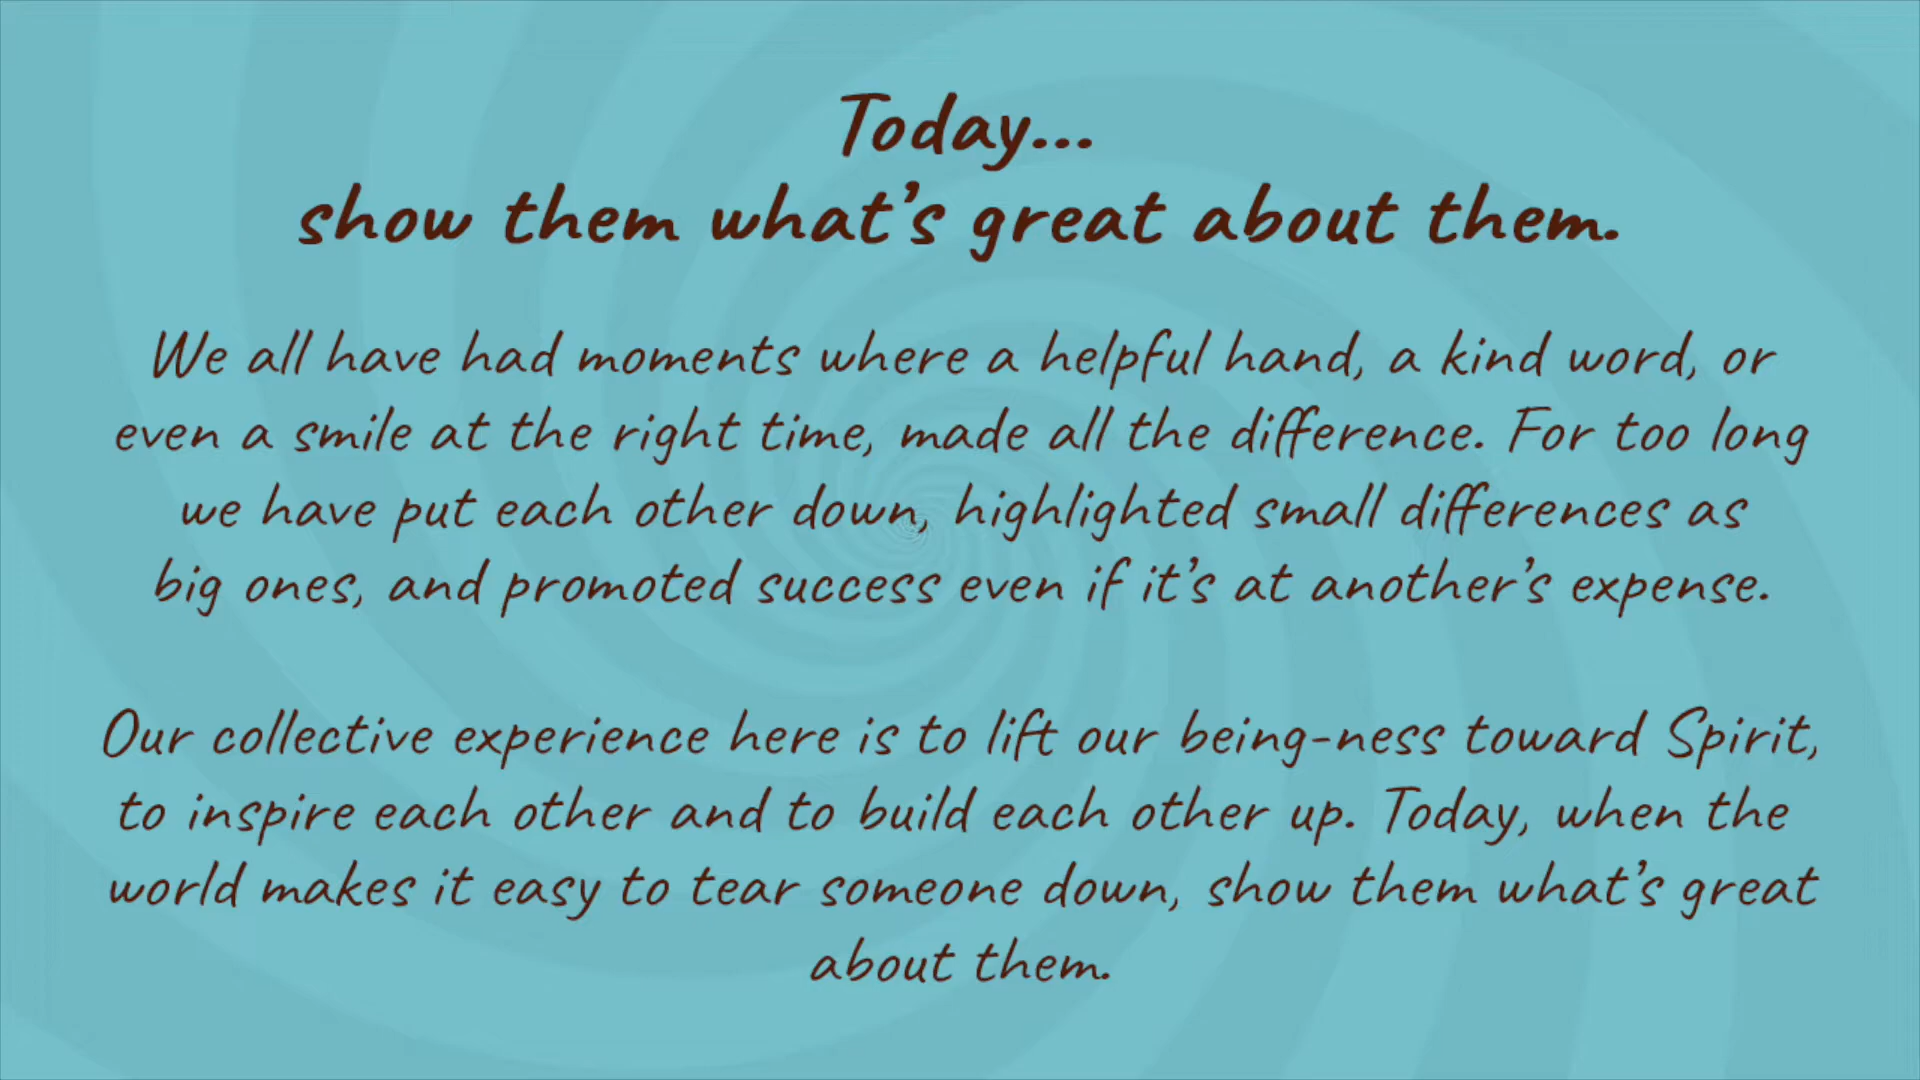 Today...
show them what's great about them.
We all have had moments where a helpful hand, a kind word, or
even a smile at the right time, made all the difference. For too long
we have put each other down, highlighted small differences as
big ones, and promoted success even if it's at another's expense.
Our collective experience here is to lift our being-ness toward Spirit,
to inspire each other and to build each other up. Today, when the
world makes it easy to tear someone down, show them what's great
about them.